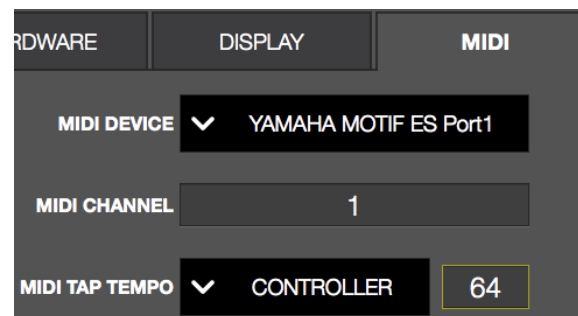 RDWARE DISPLAY MIDI
MIDI DEVICE YAMAHA MOTIF ES Port1
MIDI CHANNEL 1
MIDI TAP TEMPO CONTROLLER 64